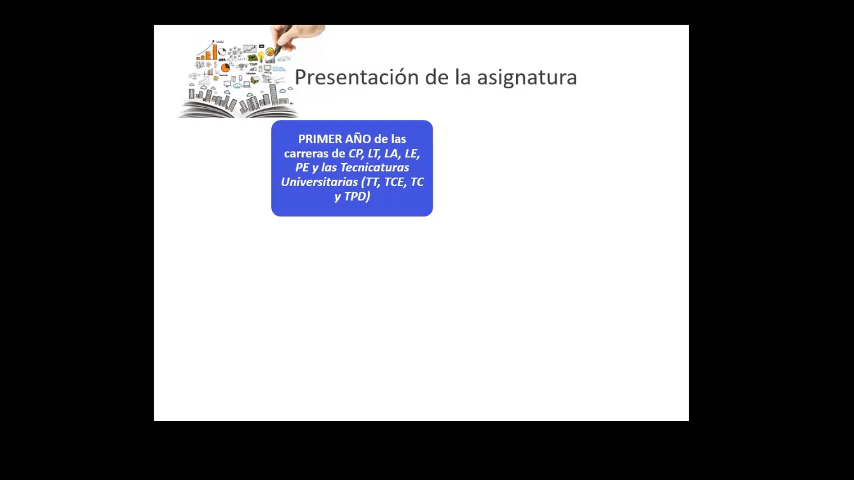 Presentación de la asignatura
PRIMER AÑO de las
carreras de CP, LT, LA, LE,
PE y las Tecnicaturas
Universitarias (TT, TCE, TC
y TPD)